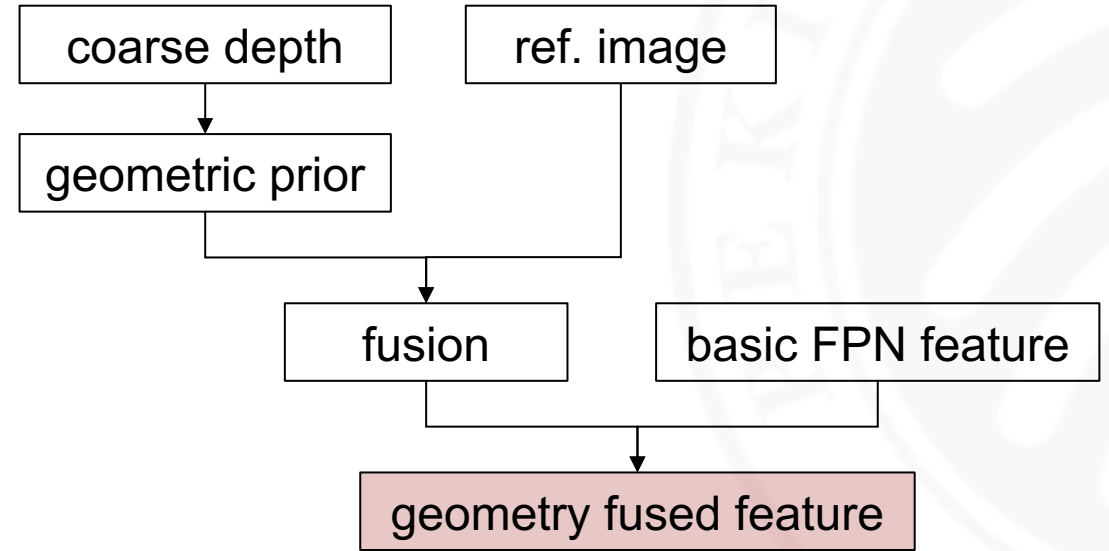 coarse depth
ref. image
geometric prior
fusion
basic FPN feature
geometry fused feature